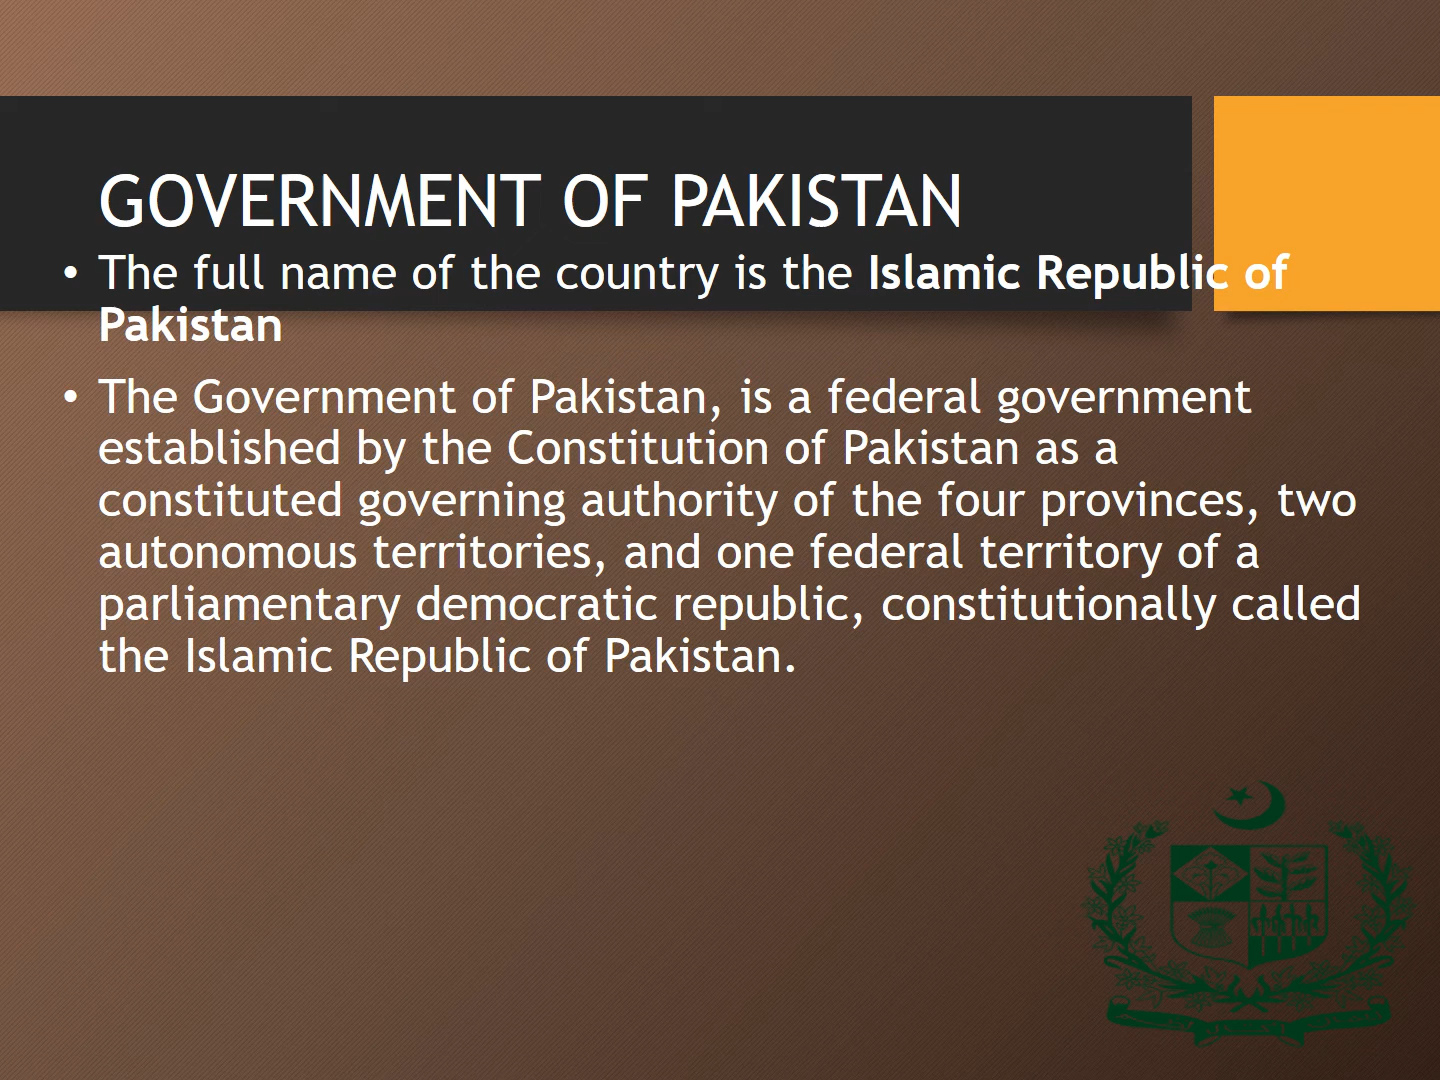 GOVERNMENT OF PAKISTAN
• The full name of the country is the Islamic Republic of
Pakistan
• The Government of Pakistan, is a federal government
established by the Constitution of Pakistan as a
constituted governing authority of the four provinces, two
autonomous territories, and one federal territory of a
parliamentary democratic republic, constitutionally called
the Islamic Republic of Pakistan.